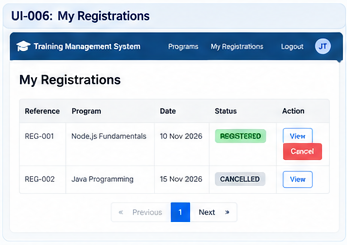 UI-006: My Registrations
Training Management System Programs My Registrations Logout JT
My Registrations
Reference Program Date Status Action
REG-001 Node.js Fundamentals 10 Nov 2026 REGISTERED View
Cancel
REG-002 Java Programming 15 Nov 2026 CANCELLED View
« Previous 1 Next »